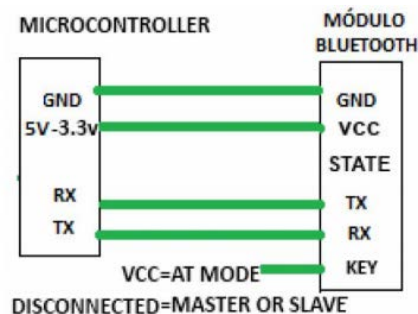 MICROCONTROLLER
MÓDULO
BLUETOOTH
GND
5V-3.3v
RX
TX
GND
VCC
STATE
TX
RX
KEY
VCC=AT MODE
DISCONNECTED=MASTER OR SLAVE